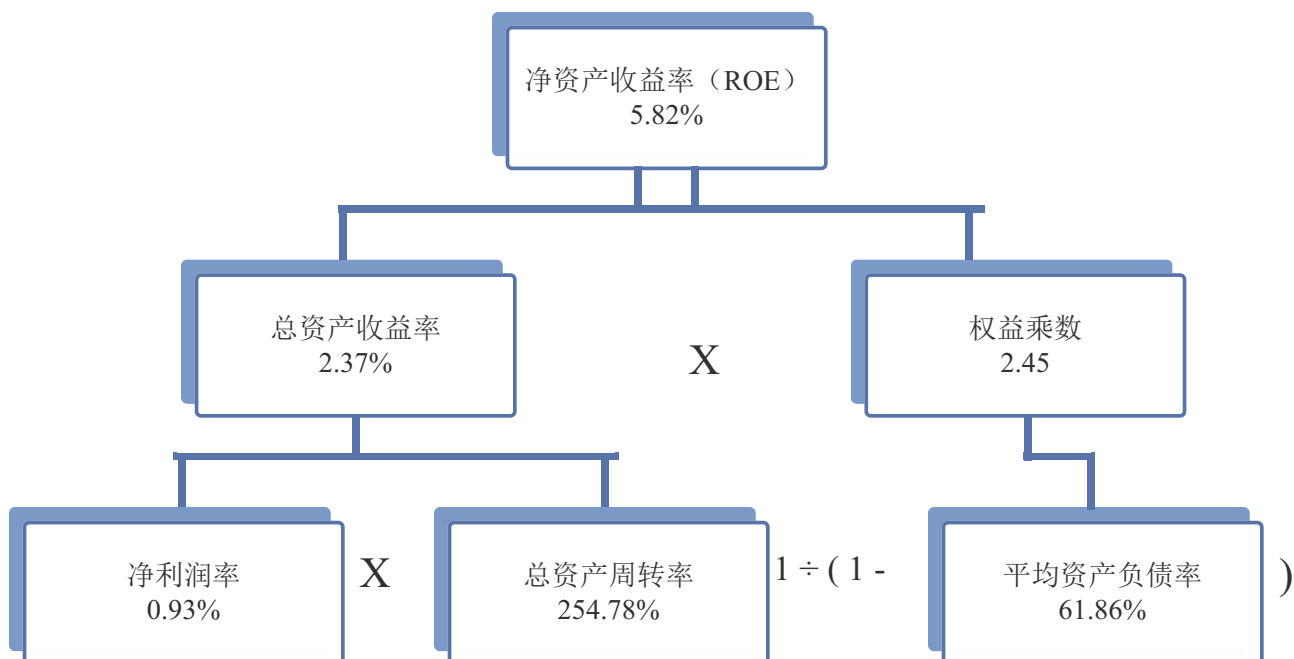 净资产收益率（ROE）
5.82%
总资产收益率
2.37%
X
权益乘数
2.45
净利润率
0.93%
X
总资产周转率
254.78%
1 ÷ ( 1 -
平均资产负债率
61.86%
)